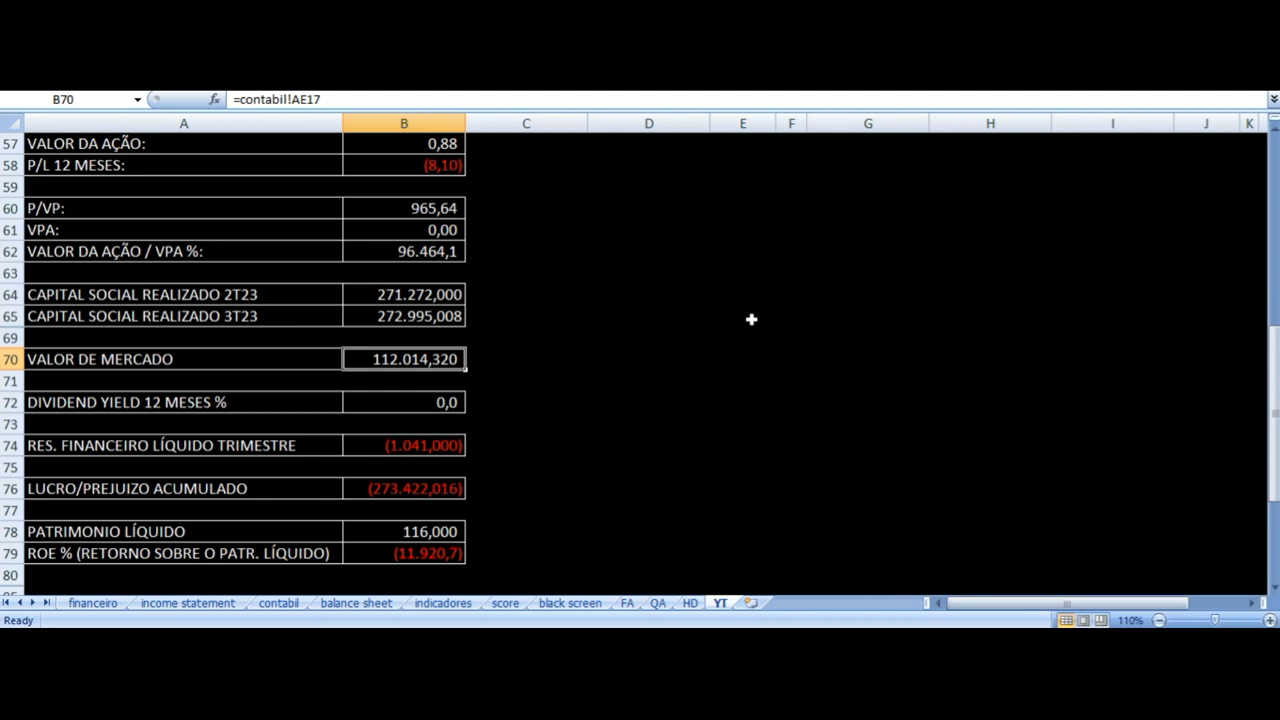 B70 fx =contabil!AE17
A B C D E F G H I J K
57 VALOR DA AÇÃO: 0,88
58 P/L 12 MESES: (8,10)
59
60 P/VP: 965,64
61 VPA: 0,00
62 VALOR DA AÇÃO / VPA %: 96.464,1
63
64 CAPITAL SOCIAL REALIZADO 2T23 271.272,000
65 CAPITAL SOCIAL REALIZADO 3T23 272.995,008
69
70 VALOR DE MERCADO 112.014,320
71
72 DIVIDEND YIELD 12 MESES % 0,0
73
74 RES. FINANCEIRO LÍQUIDO TRIMESTRE (1.041,000)
75
76 LUCRO/PREJUIZO ACUMULADO (273.422,016)
77
78 PATRIMONIO LÍQUIDO 116,000
79 ROE % (RETORNO SOBRE O PATR. LÍQUIDO) (11.920,7)
80
financeiro income statement contabil balance sheet indicadores score black screen FA QA HD YT
Ready 110%